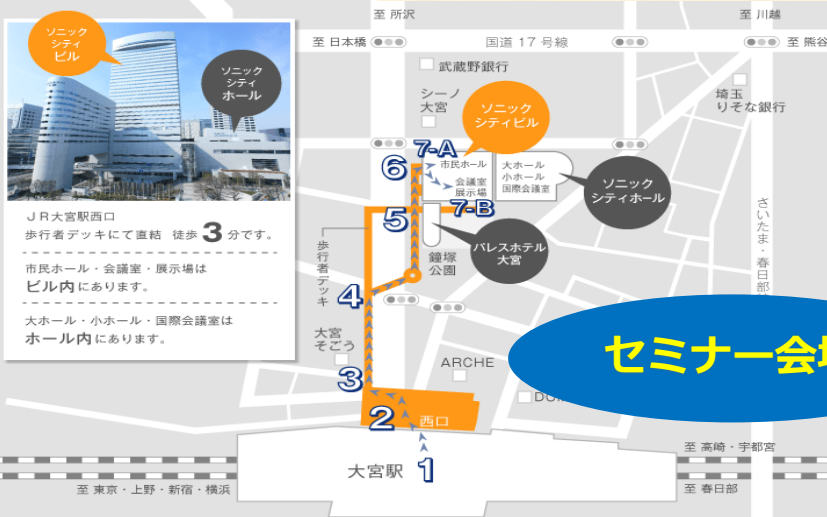 ソニック
シティ
ビル
ソニック
シティ
ホール
JR大宮駅西口
歩行者デッキにて直結 徒歩3分です。
市民ホール・会議室・展示場は
ビル内にあります。
大ホール・小ホール・国際会議室は
ホール内にあります。
至 所沢
至 川越
至 日本橋
国道17号線
至 熊谷
武蔵野銀行
シーノ
大宮
ソニック
シティビル
埼玉
りそな銀行
7-A
6
市民ホール
会議室
展示場
大ホール
小ホール
国際会議室
ソニック
シティホール
5
7-B
パレスホテル
大宮
鐘塚
公園
歩行者デッキ
さいたま・春日部
4
大宮
そごう
セミナー会場
ARCHE
3
2
西口
大宮駅
1
至 高崎・宇都宮
至 東京・上野・新宿・横浜
至 春日部